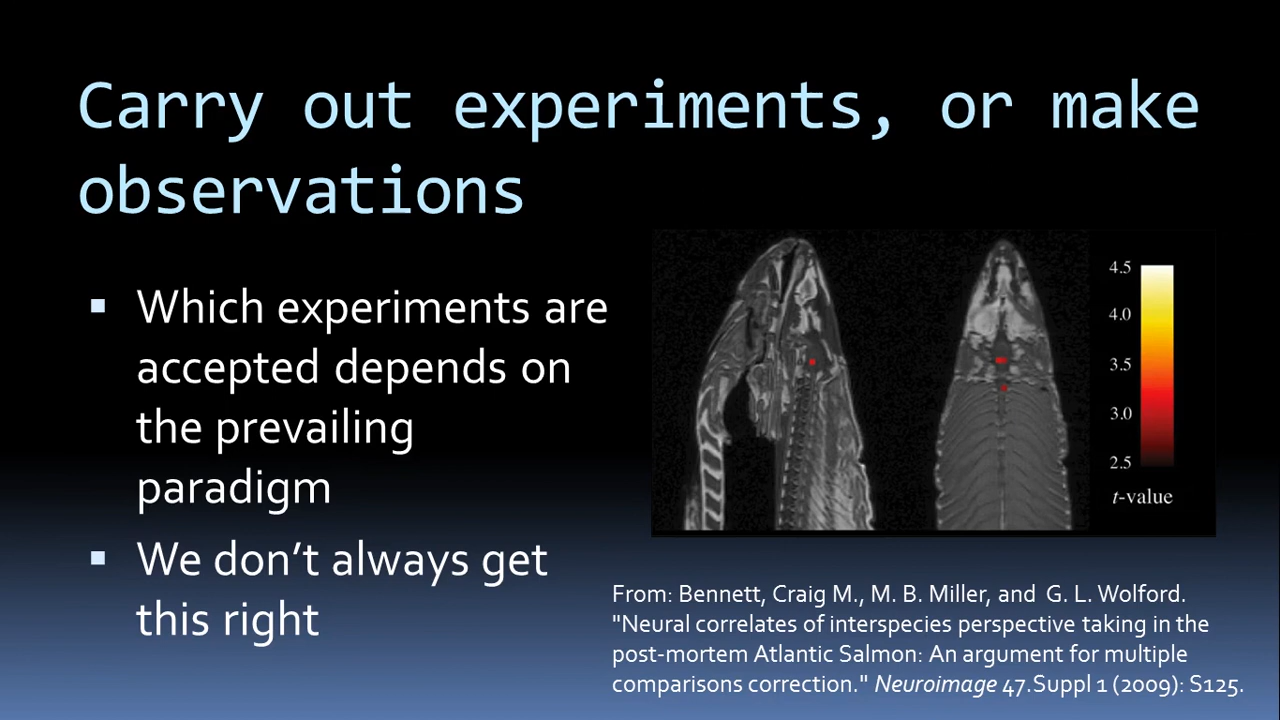 Carry out experiments, or make
observations
▪ Which experiments are
accepted depends on
the prevailing
paradigm
▪ We don’t always get
this right
4.5
4.0
3.5
3.0
2.5
t-value
From: Bennett, Craig M., M. B. Miller, and G. L. Wolford.
"Neural correlates of interspecies perspective taking in the
post-mortem Atlantic Salmon: An argument for multiple
comparisons correction." Neuroimage 47.Suppl 1 (2009): S125.